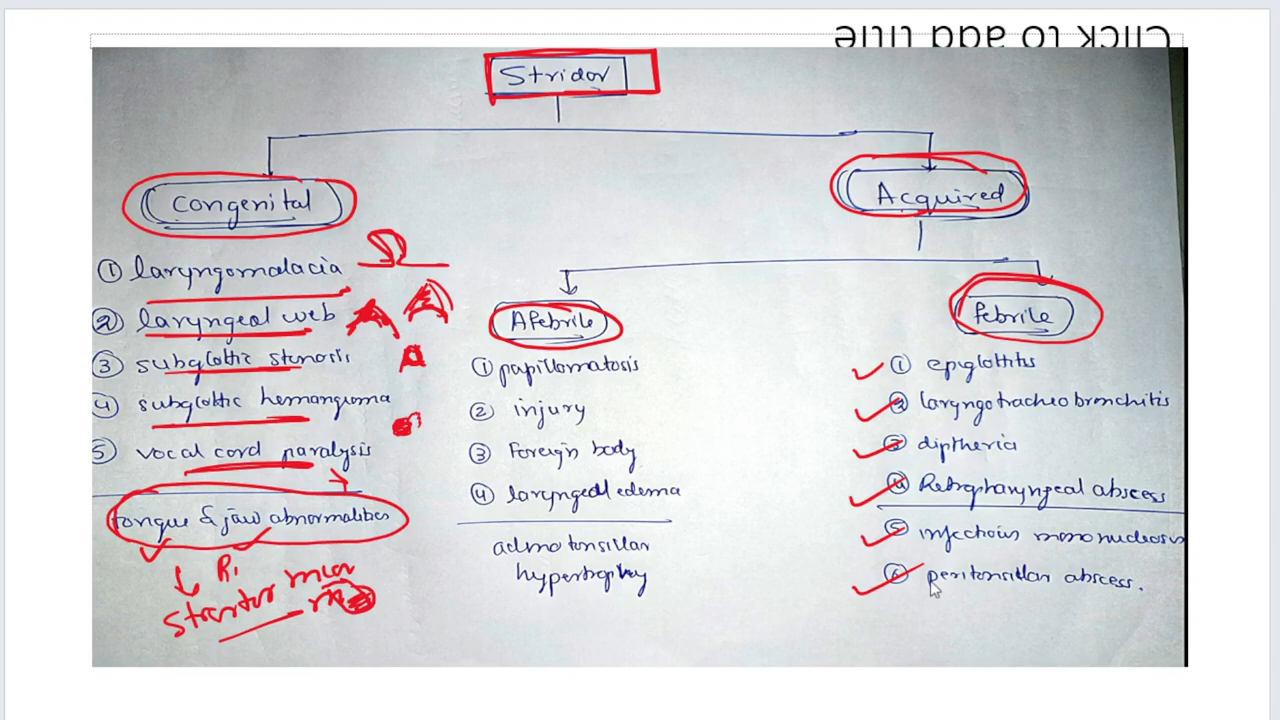 Click to add title
Stridor
Congenital
Acquired
① laryngomalacia
② laryngeal web
③ subglottic stenosis
④ subglottic hemangioma
⑤ vocal cord paralysis
tongue & jaw abnormalities
Afebrile
① papillomatosis
② injury
③ Foreign body
④ laryngeal edema
adenotonsillar
hypertrophy
febrile
① epiglottitis
② laryngotracheobronchitis
③ diptheria
④ Retropharyngeal abscess
⑤ infectious mononucleosis
⑥ peritonsillar abscess.